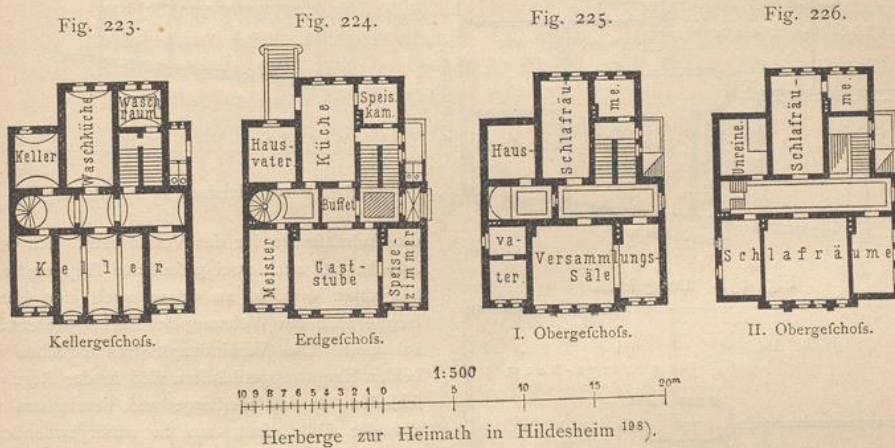 Fig. 223.
Fig. 224.
Fig. 225.
Fig. 226.
Waschküche
Wasch
raum
Keller
Keller
Kellergeſchoſs.
Küche
Speis.
kam.
Haus-
vater
Buffet
Meister
Gast-
stube
Speise-
zimmer
Erdgeſchoſs.
Schlafräu
me.
Haus-
va-
ter.
Versammlungs-
Säle
I. Obergeſchoſs.
Unreine.
Schlafräu-
me.
Schlafräume
II. Obergeſchoſs.
1:500
10 9 8 7 6 5 4 3 2 1 0 5 10 15 20m
Herberge zur Heimath in Hildesheim 198).